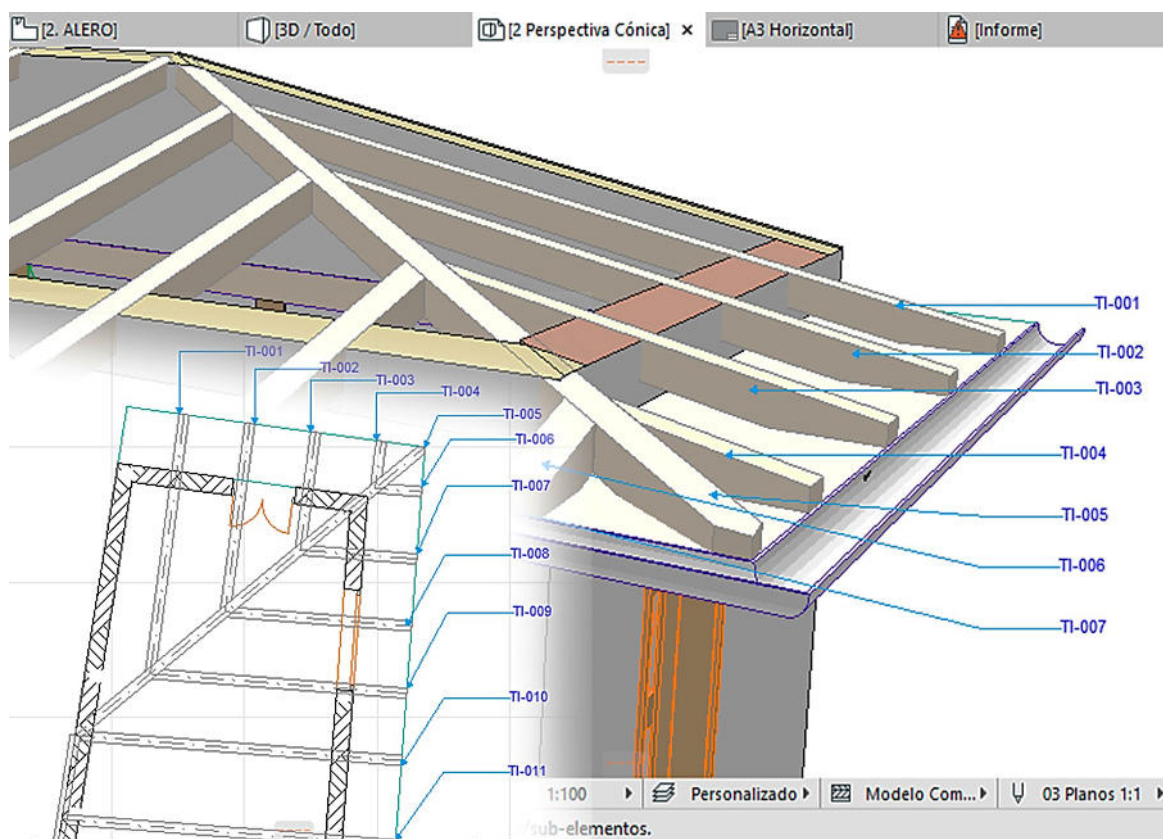 [2. ALERO]
[3D / Todo]
[2 Perspectiva Cónica]
[A3 Horizontal]
[Informe]
TI-001
TI-002
TI-003
TI-004
TI-005
TI-006
TI-007
TI-001
TI-002
TI-003
TI-004
TI-005
TI-006
TI-007
TI-008
TI-009
TI-010
TI-011
1:100
Personalizado
Modelo Com...
03 Planos 1:1
/sub-elementos.